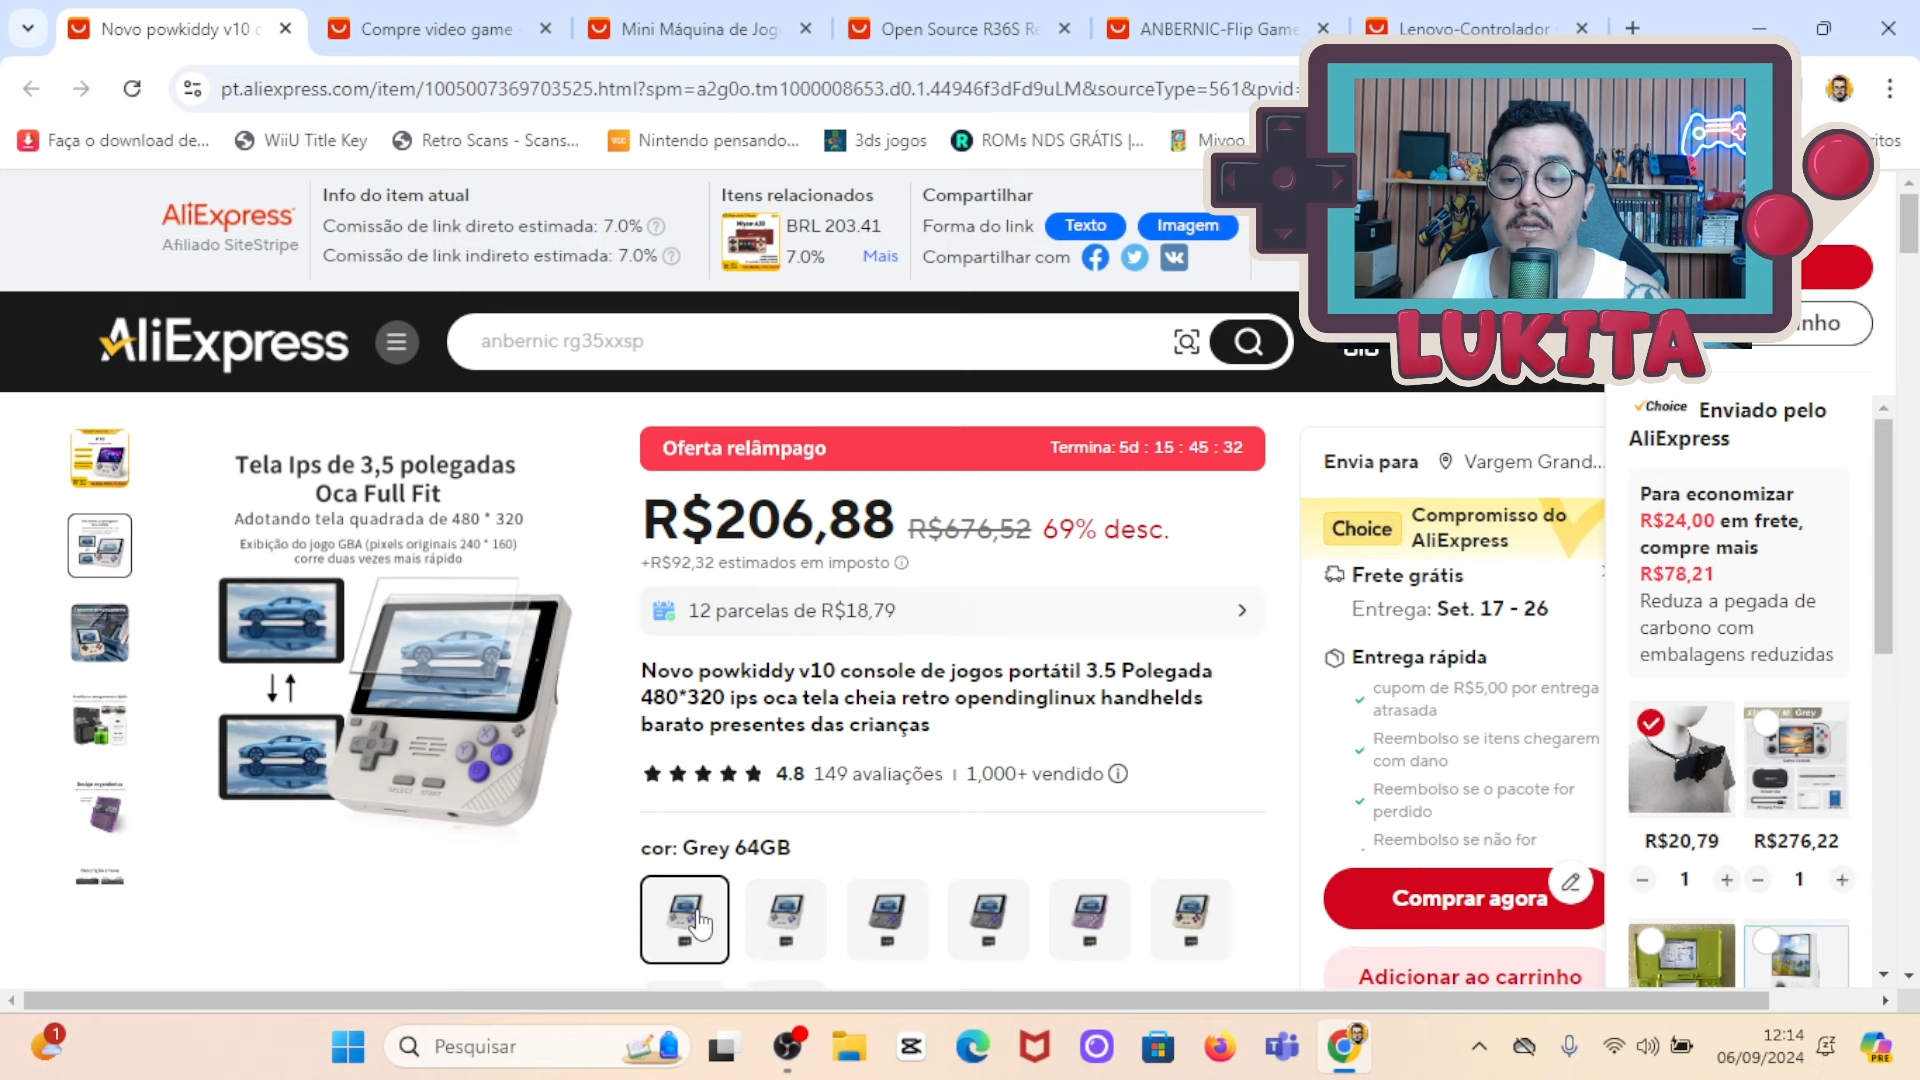 Novo powkiddy v10 c
Compre video game
Mini Máquina de Jog
Open Source R36S Re
ANBERNIC-Flip Game
Lenovo-Controlador
pt.aliexpress.com/item/1005007369703525.html?spm=a2g0o.tm1000008653.d0.1.44946f3dFd9uLM&sourceType=561&pvid=
Faça o download de...
WiiU Title Key
Retro Scans - Scans...
Nintendo pensando...
3ds jogos
ROMs NDS GRÁTIS |...
Miyoo
itos
AliExpress
Afiliado SiteStripe
Info do item atual
Comissão de link direto estimada: 7.0%
Comissão de link indireto estimada: 7.0%
Itens relacionados
BRL 203.41
7.0% Mais
Compartilhar
Forma do link Texto Imagem
Compartilhar com
LUKITA
nho
AliExpress
anbernic rg35xxsp
Tela Ips de 3,5 polegadas
Oca Full Fit
Adotando tela quadrada de 480 * 320
Exibição do jogo GBA (pixels originais 240 * 160)
corre duas vezes mais rápido
SELECT START
Y X
Oferta relâmpago
Termina: 5d : 15 : 45 : 32
R$206,88 R$676,52 69% desc.
+R$92,32 estimados em imposto
12 parcelas de R$18,79
Novo powkiddy v10 console de jogos portátil 3.5 Polegada
480*320 ips oca tela cheia retro opendinglinux handhelds
barato presentes das crianças
4.8 149 avaliações | 1,000+ vendido
cor: Grey 64GB
Envia para Vargem Grand...
Choice
Compromisso do
AliExpress
Frete grátis
Entrega: Set. 17 - 26
Entrega rápida
cupom de R$5,00 por entrega
atrasada
Reembolso se itens chegarem
com dano
Reembolso se o pacote for
perdido
Reembolso se não for
Comprar agora
Adicionar ao carrinho
Choice Enviado pelo
AliExpress
Para economizar
R$24,00 em frete,
compre mais
R$78,21
Reduza a pegada de
carbono com
embalagens reduzidas
Grey
R$20,79
R$276,22
1
1
1
Pesquisar
12:14
06/09/2024
PRE